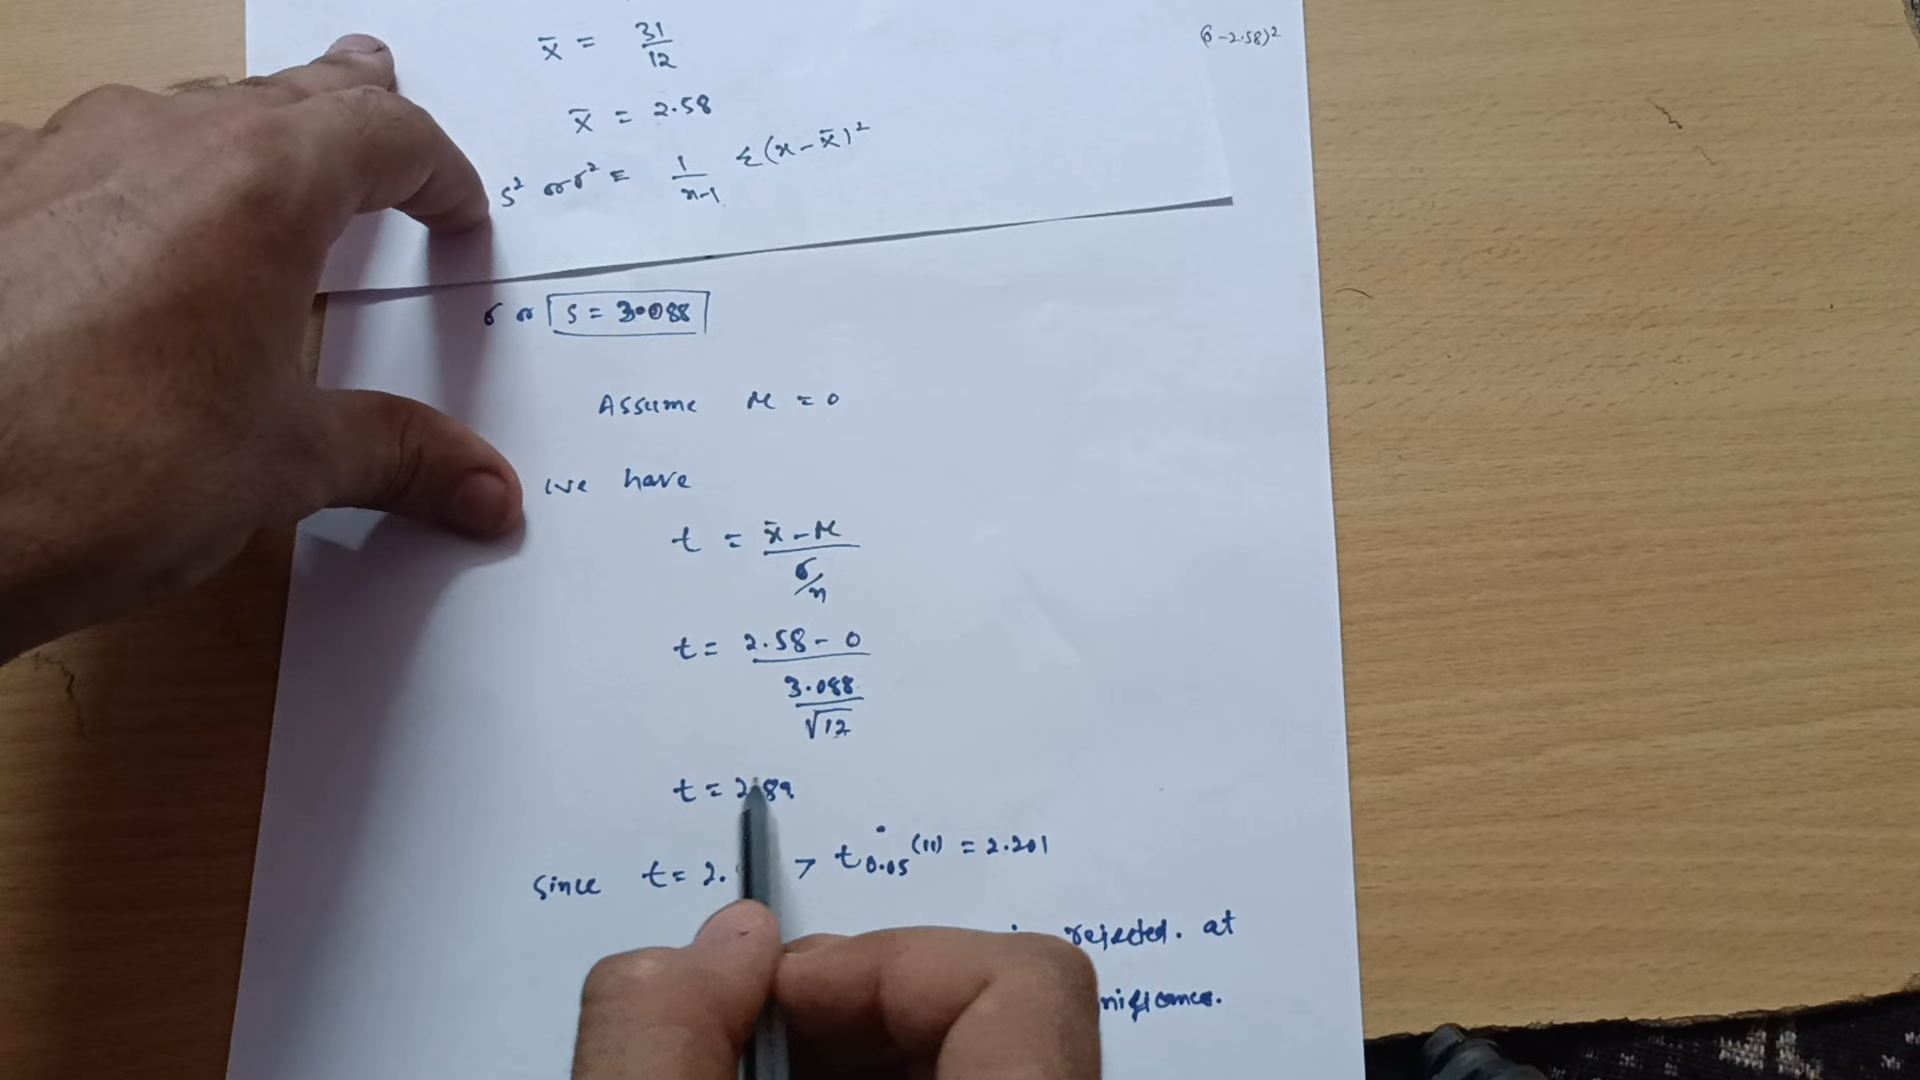 x̄ = 31/12
(6-2.58)²
x̄ = 2.58
s² or σ² = 1/n-1 Σ(x-x̄)²
σ or s = 3.088
Assume μ = 0
we have
t = x̄-μ / σ/n
t = 2.58-0 / 3.088/√12
t = 2.89
since t = 2. > t0.05 (11) = 2.201
rejected. at